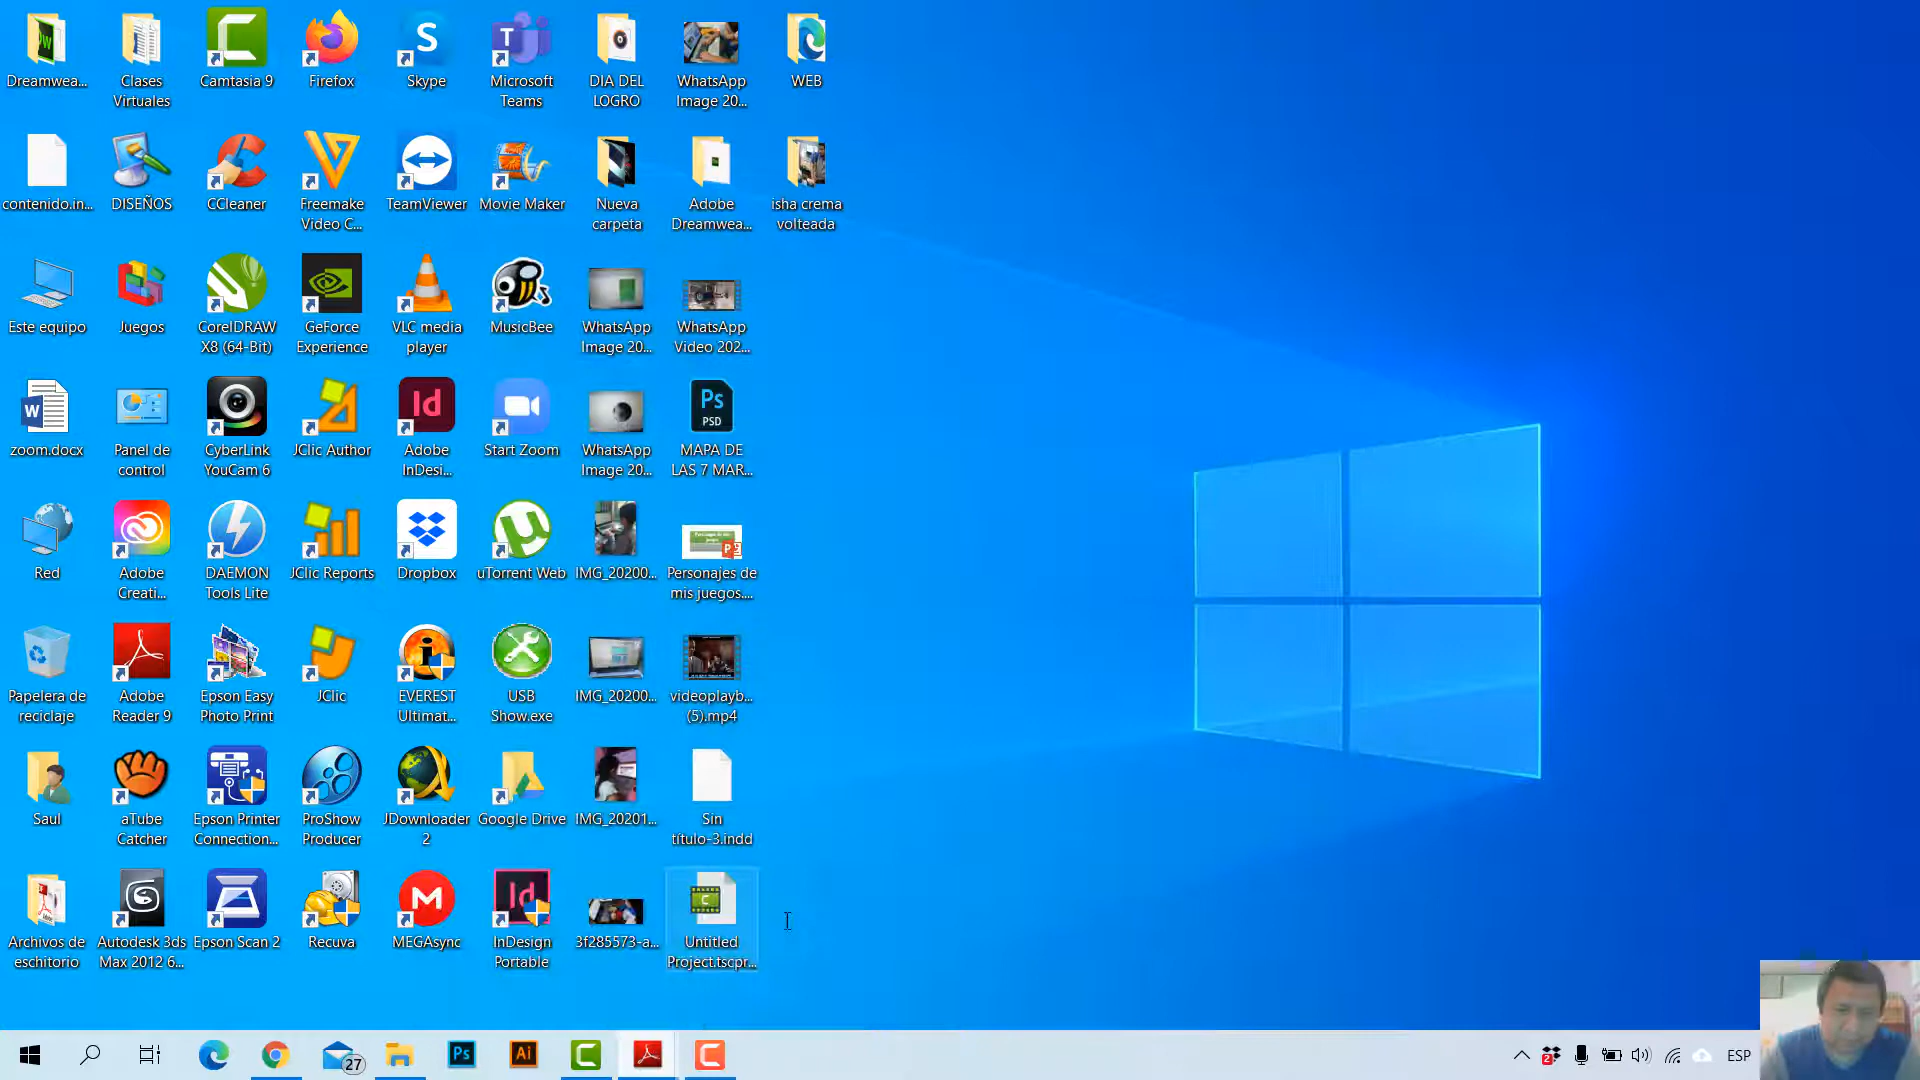 Dreamwea...
Clases
Virtuales
Camtasia 9
Firefox
Skype
Microsoft
Teams
DIA DEL
LOGRO
WhatsApp
Image 20...
WEB
contenido.in...
DISEÑOS
CCleaner
Freemake
Video C...
TeamViewer
Movie Maker
Nueva
carpeta
Adobe
Dreamwea...
isha crema
volteada
Este equipo
Juegos
CorelDRAW
X8 (64-Bit)
GeForce
Experience
VLC media
player
MusicBee
WhatsApp
Image 20...
WhatsApp
Video 202...
zoom.docx
Panel de
control
CyberLink
YouCam 6
JClic Author
Adobe
InDesi...
Start Zoom
WhatsApp
Image 20...
Ps
PSD
MAPA DE
LAS 7 MAR...
Red
Adobe
Creati...
DAEMON
Tools Lite
JClic Reports
Dropbox
uTorrent Web
IMG_20200...
Personajes de
mis juegos....
Papelera de
reciclaje
Adobe
Reader 9
Epson Easy
Photo Print
JClic
EVEREST
Ultimat...
USB
Show.exe
IMG_20200...
videoplayb...
(5).mp4
Saul
aTube
Catcher
Epson Printer
Connection...
ProShow
Producer
JDownloader
2
Google Drive
IMG_20201...
Sin
título-3.indd
Archivos de
eschitorio
Autodesk 3ds
Max 2012 6...
Epson Scan 2
Recuva
MEGAsync
InDesign
Portable
3f285573-a...
Untitled
Project.tscpr...
27
Ps
Ai
2
ESP